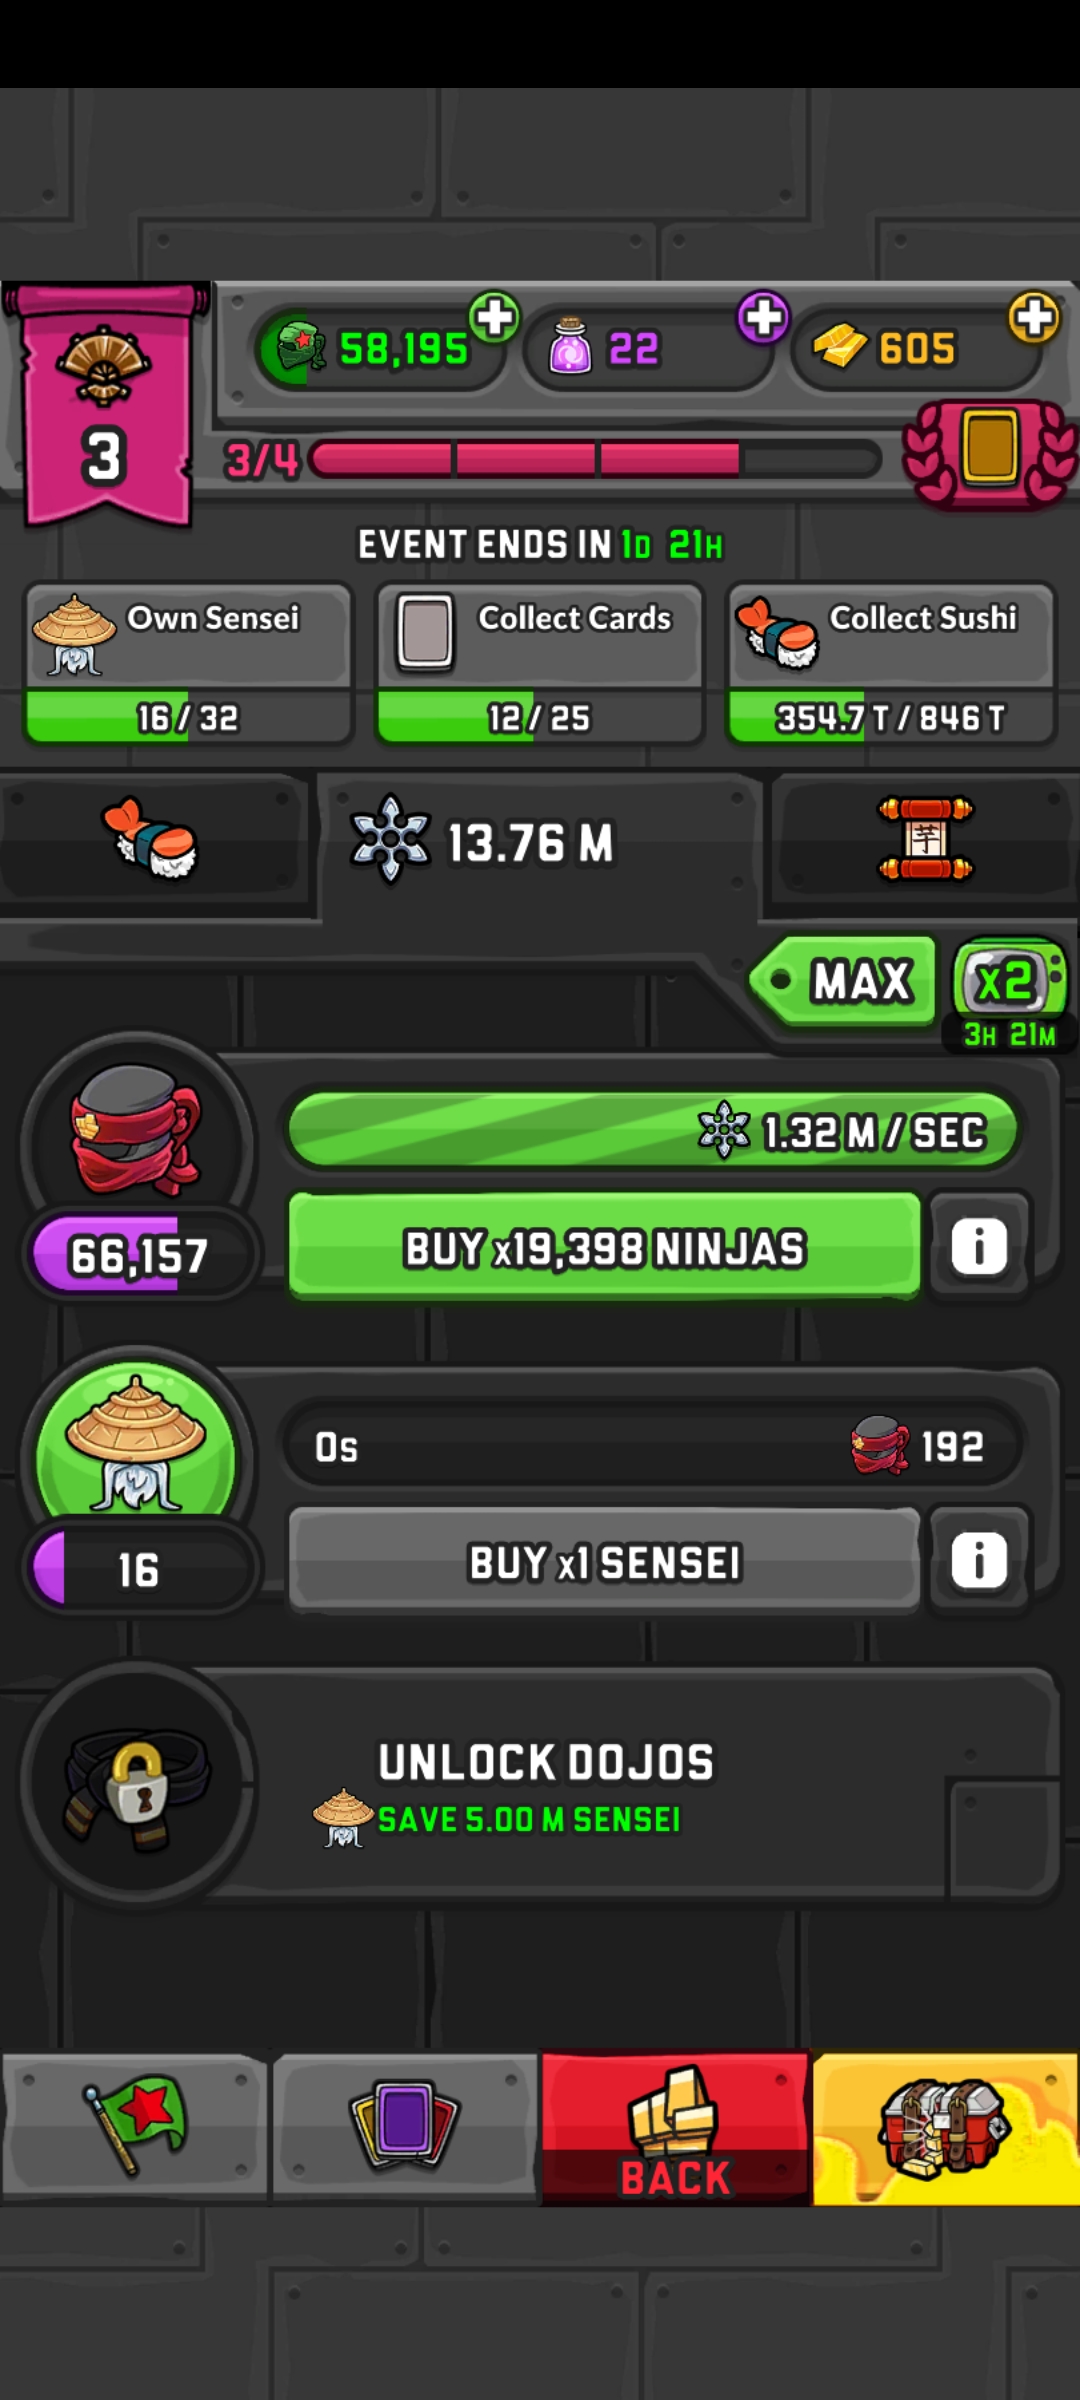 58,195
22
605
3
3/4
EVENT ENDS IN 1D 21H
Own Sensei
16 / 32
Collect Cards
12 / 25
Collect Sushi
354.7 T / 846 T
13.76 M
芋
MAX
x2
3H 21M
1.32 M / SEC
66,157
BUY x19,398 NINJAS
i
0s
192
16
BUY x1 SENSEI
i
UNLOCK DOJOS
SAVE 5.00 M SENSEI
BACK